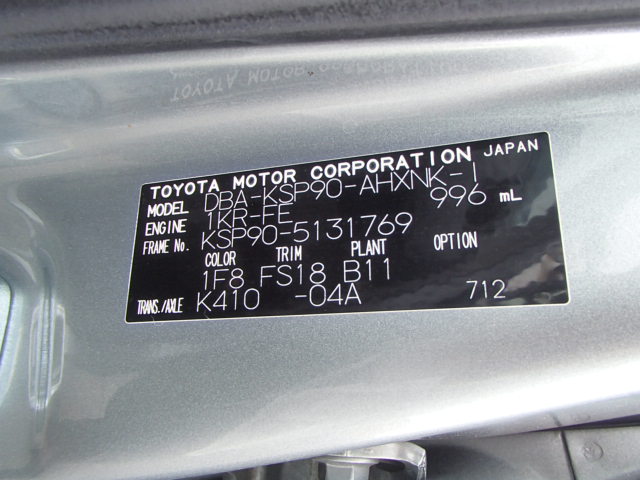 TOYOTA MOTOR CORPORATION JAPAN
MODEL DBA-KSP90-AHXNK-I
ENGINE 1KR-FE 996 mL
FRAME No. KSP90-5131769
COLOR TRIM PLANT OPTION
1F8 FS18 B11
TRANS./AXLE K410 -04A 712